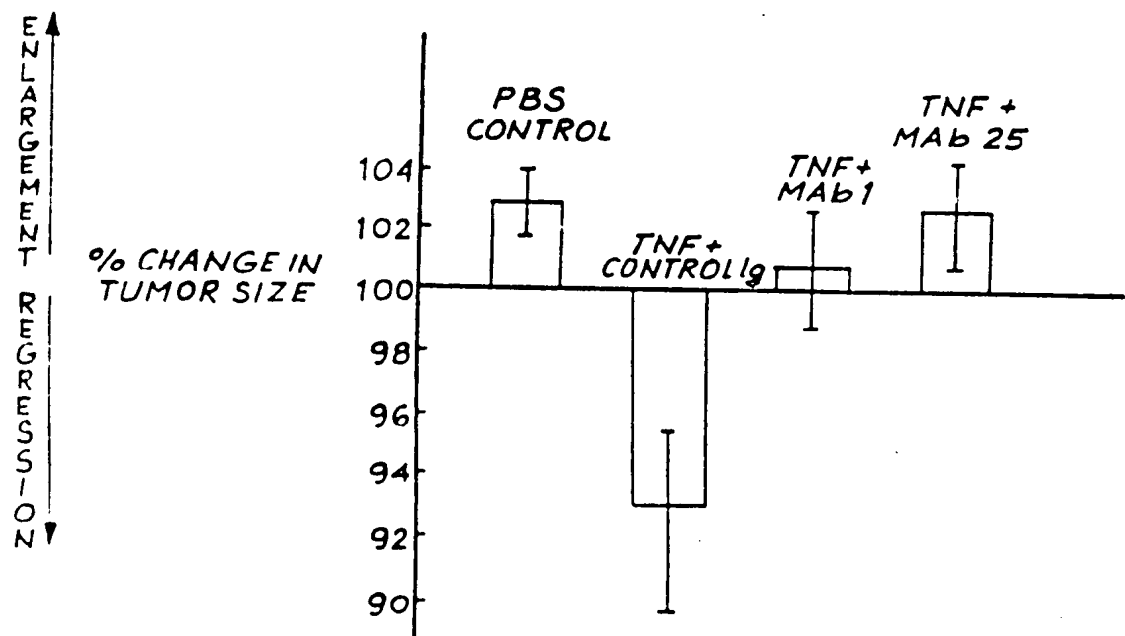 ENLARGEMENT
REGRESSION
% CHANGE IN
TUMOR SIZE
104
102
100
98
96
94
92
90
PBS
CONTROL
TNF +
CONTROL Ig
TNF +
MAb 1
TNF +
MAb 25